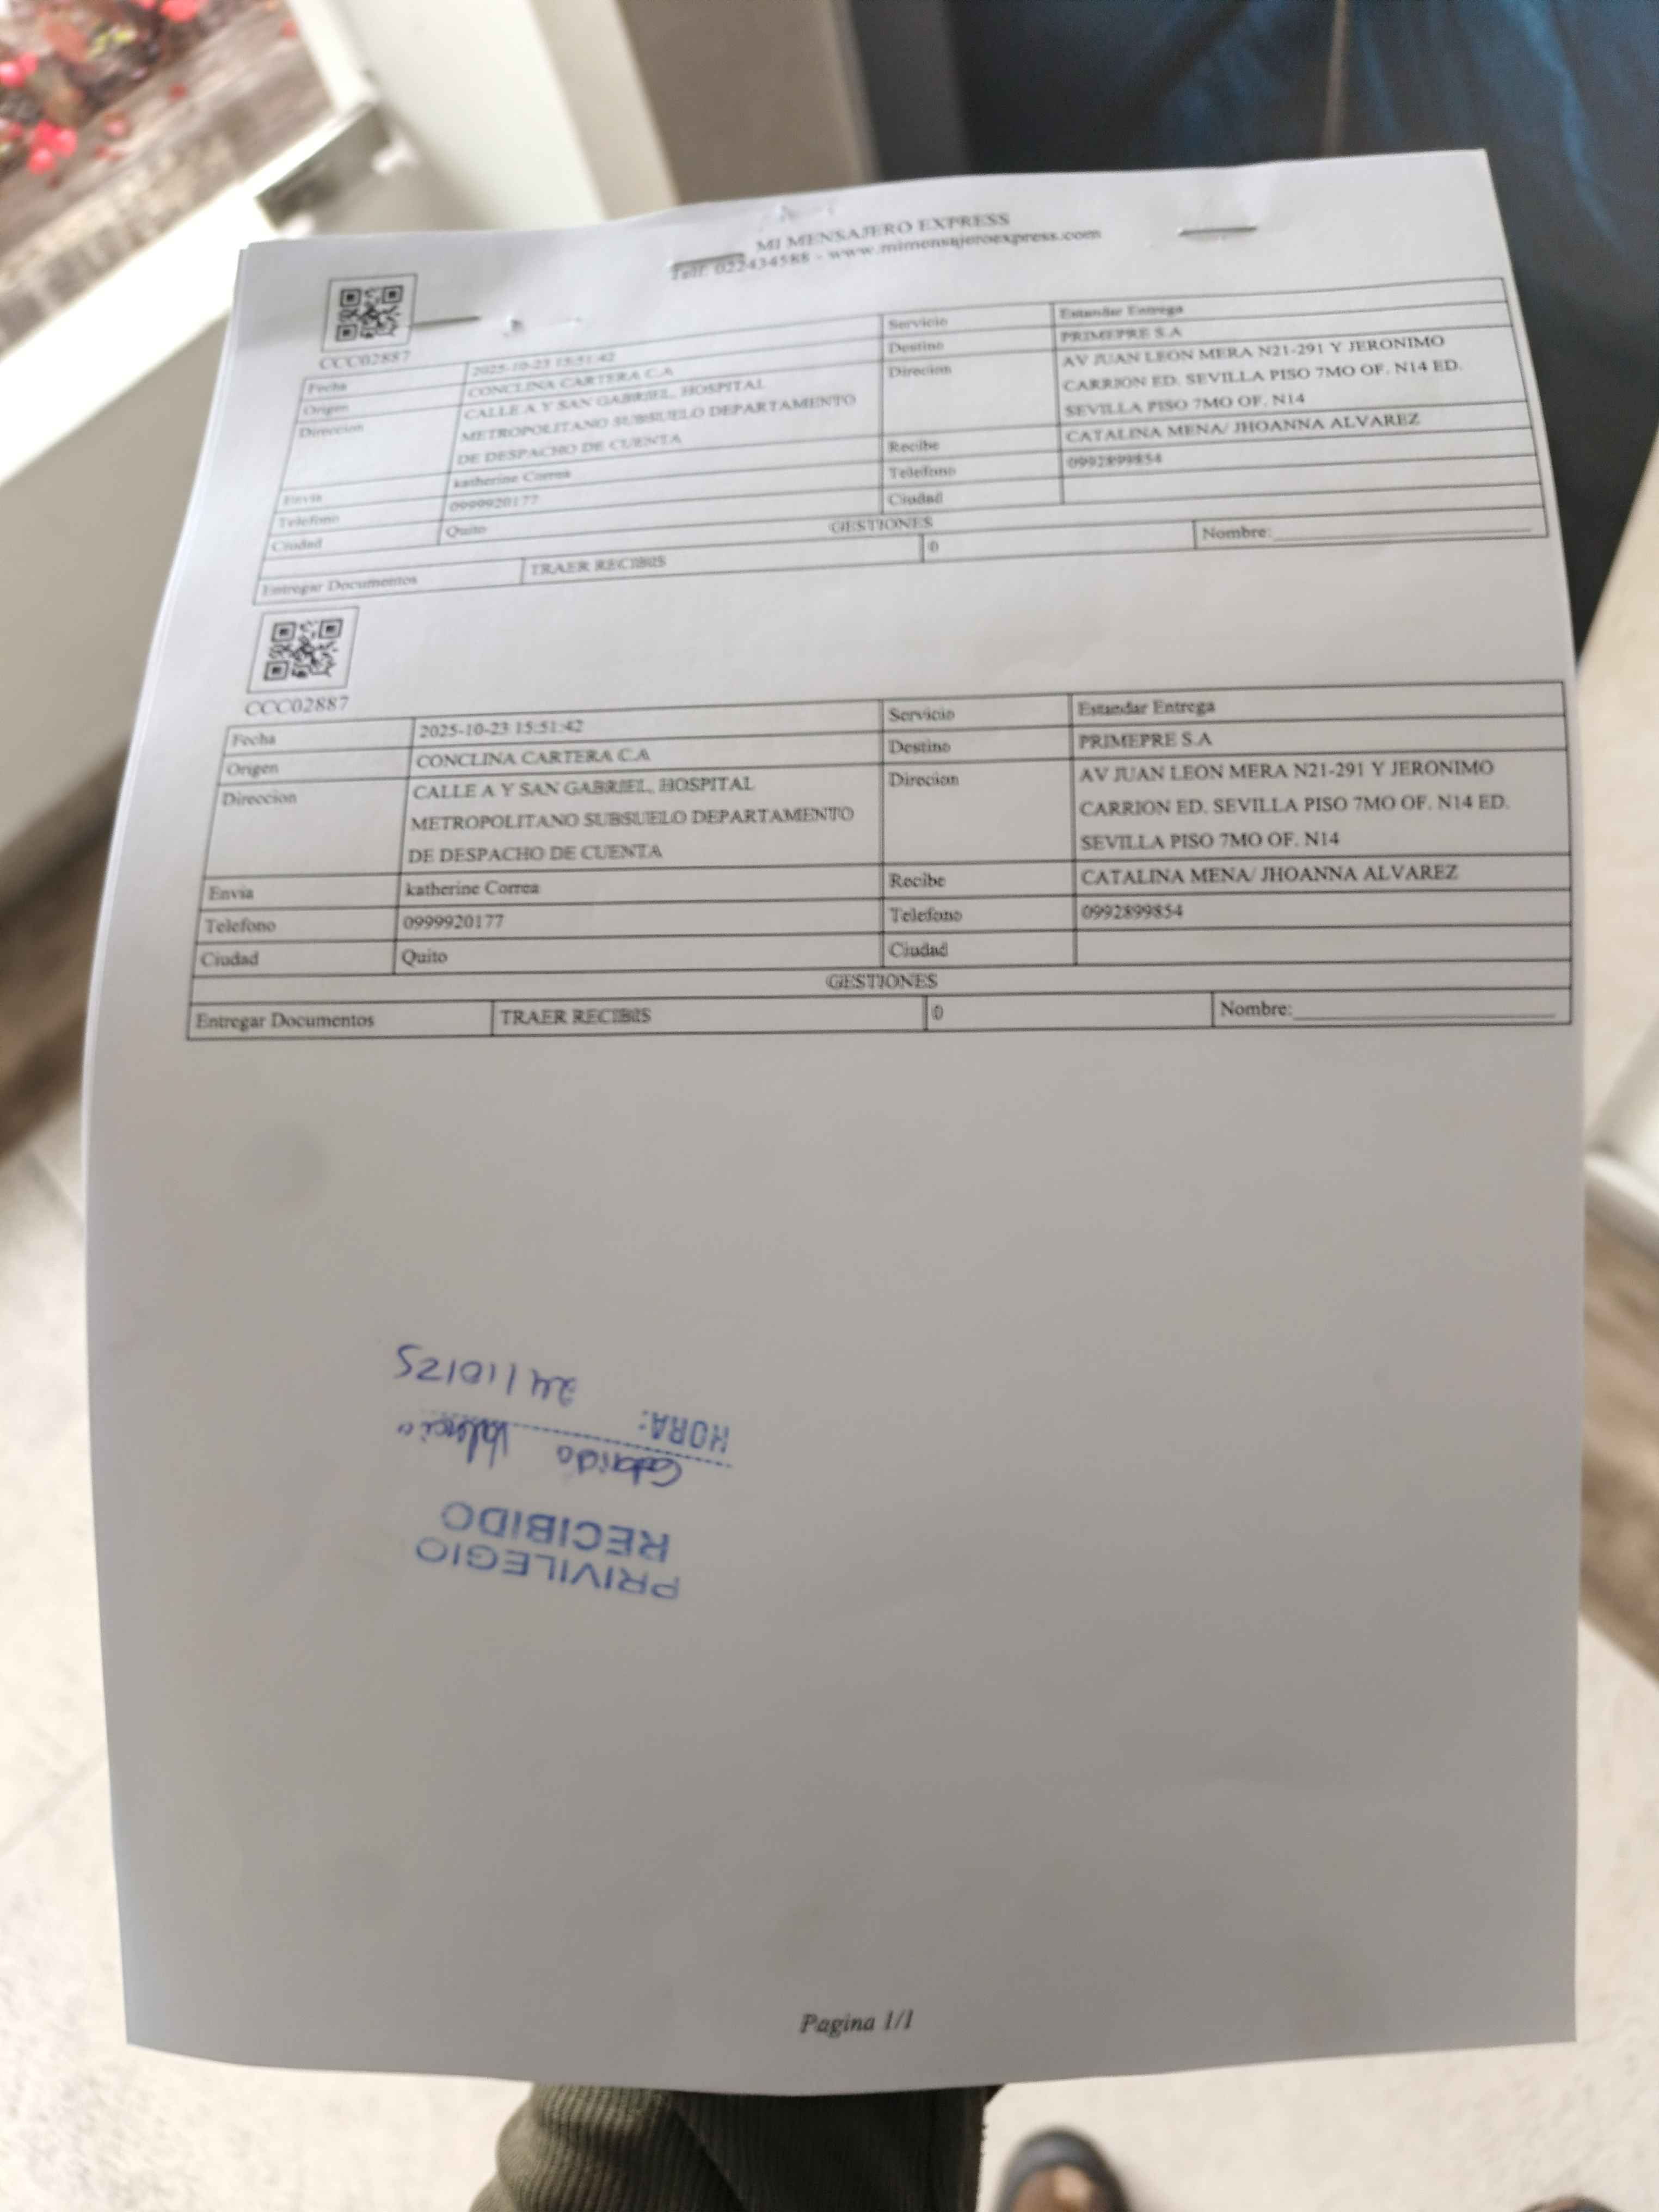 MI MENSAJERO EXPRESS
Telf: 022434588 - www.mimensajeroexpress.com
CCC02887
Fecha 2025-10-23 15:51:42 Servicio Estandar Entrega
Origen CONCLINA CARTERA C.A Destino PRIMEPRE S.A
Direccion CALLE A Y SAN GABRIEL, HOSPITAL Direcion AV JUAN LEON MERA N21-291 Y JERONIMO
METROPOLITANO SUBSUELO DEPARTAMENTO CARRION ED. SEVILLA PISO 7MO OF. N14 ED.
DE DESPACHO DE CUENTA SEVILLA PISO 7MO OF. N14
Envia katherine Correa Recibe CATALINA MENA/ JHOANNA ALVAREZ
Telefono 0999920177 Telefono 0992899854
Ciudad Quito Ciudad
GESTIONES
Entregar Documentos TRAER RECIBIS 0 Nombre:
CCC02887
Fecha 2025-10-23 15:51:42 Servicio Estandar Entrega
Origen CONCLINA CARTERA C.A Destino PRIMEPRE S.A
Direccion CALLE A Y SAN GABRIEL, HOSPITAL Direcion AV JUAN LEON MERA N21-291 Y JERONIMO
METROPOLITANO SUBSUELO DEPARTAMENTO CARRION ED. SEVILLA PISO 7MO OF. N14 ED.
DE DESPACHO DE CUENTA SEVILLA PISO 7MO OF. N14
Envia katherine Correa Recibe CATALINA MENA/ JHOANNA ALVAREZ
Telefono 0999920177 Telefono 0992899854
Ciudad Quito Ciudad
GESTIONES
Entregar Documentos TRAER RECIBIS 0 Nombre:
PRIVILEGIO
RECIBIDO
Valencia
HORA: 24/10/25
Pagina 1/1